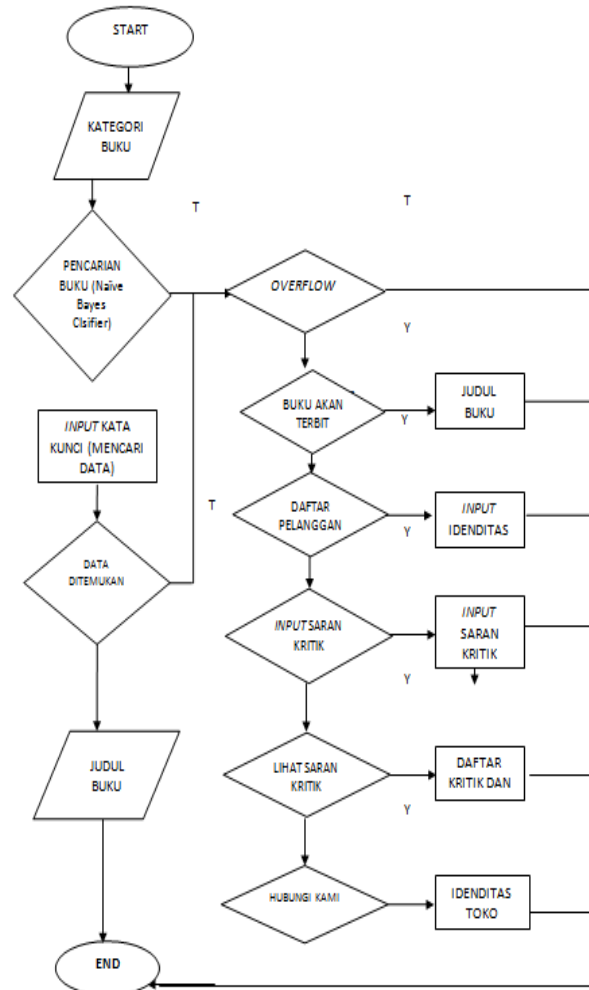 START
KATEGORI
BUKU
T
T
PENCARIAN
BUKU (Naïve
Bayes
Clsifier)
OVERFLOW
Y
BUKU AKAN
TERBIT
Y
JUDUL
BUKU
INPUT KATA
KUNCI (MENCARI
DATA)
T
DAFTAR
PELANGGAN
Y
INPUT
IDENDITAS
DATA
DITEMUKAN
INPUT SARAN
KRITIK
Y
INPUT
SARAN
KRITIK
JUDUL
BUKU
LIHAT SARAN
KRITIK
Y
DAFTAR
KRITIK DAN
HUBUNGI KAMI
IDENDITAS
TOKO
END